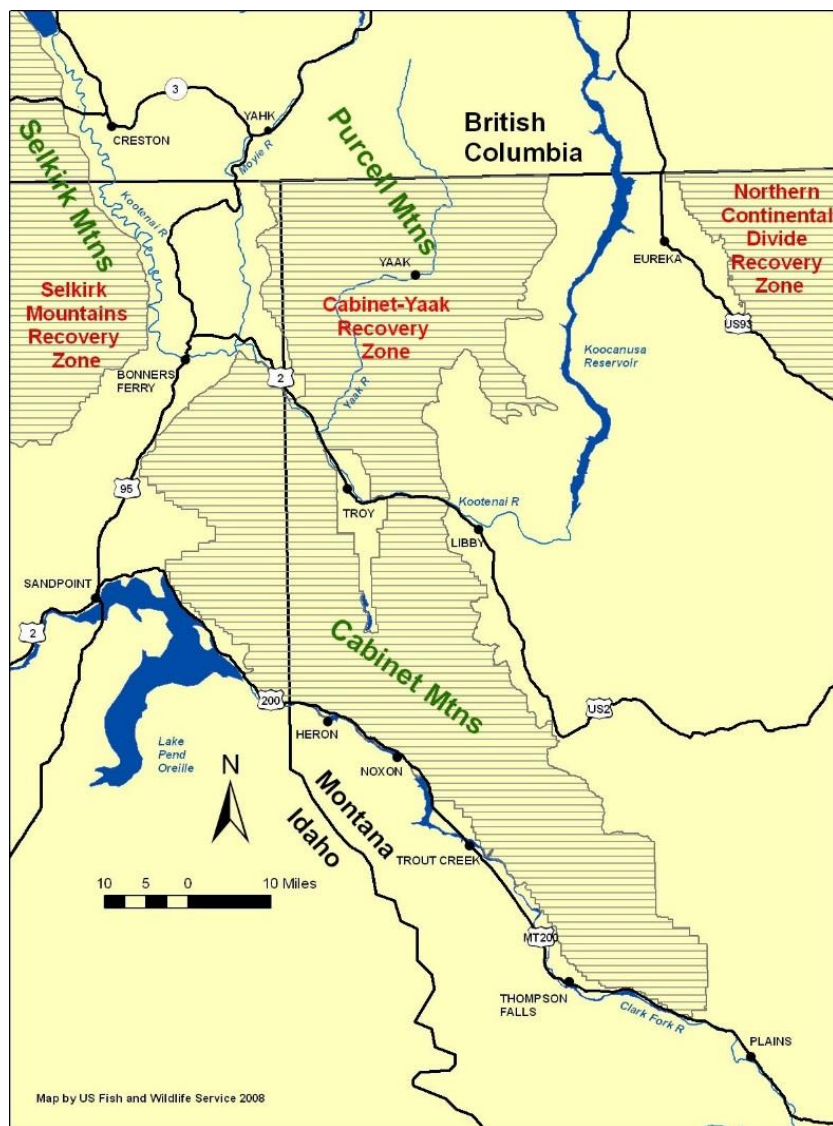 3
YAHK
CRESTON
Moyie R
Purcell Mtns
British
Columbia
Selkirk Mtns
Kootenai R
Northern
Continental
Divide
Recovery
Zone
EUREKA
YAAK
Selkirk
Mountains
Recovery
Zone
Cabinet-Yaak
Recovery
Zone
US93
Koocanusa
Reservoir
BONNERS
FERRY
2
Yaak R
95
TROY
Kootenai R
LIBBY
SANDPOINT
2
Cabinet Mtns
200
US2
HERON
Lake
Pend
Oreille
N
NOXON
Montana
Idaho
TROUT CREEK
10 5 0 10 Miles
MT200
THOMPSON
FALLS
Clark Fork R
PLAINS
Map by US Fish and Wildlife Service 2008